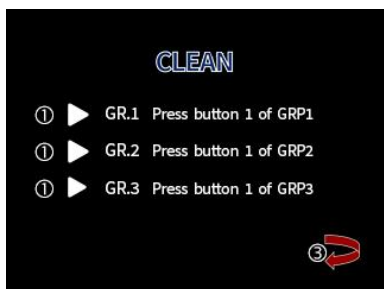 CLEAN
① GR.1 Press button 1 of GRP1
① GR.2 Press button 1 of GRP2
① GR.3 Press button 1 of GRP3
③